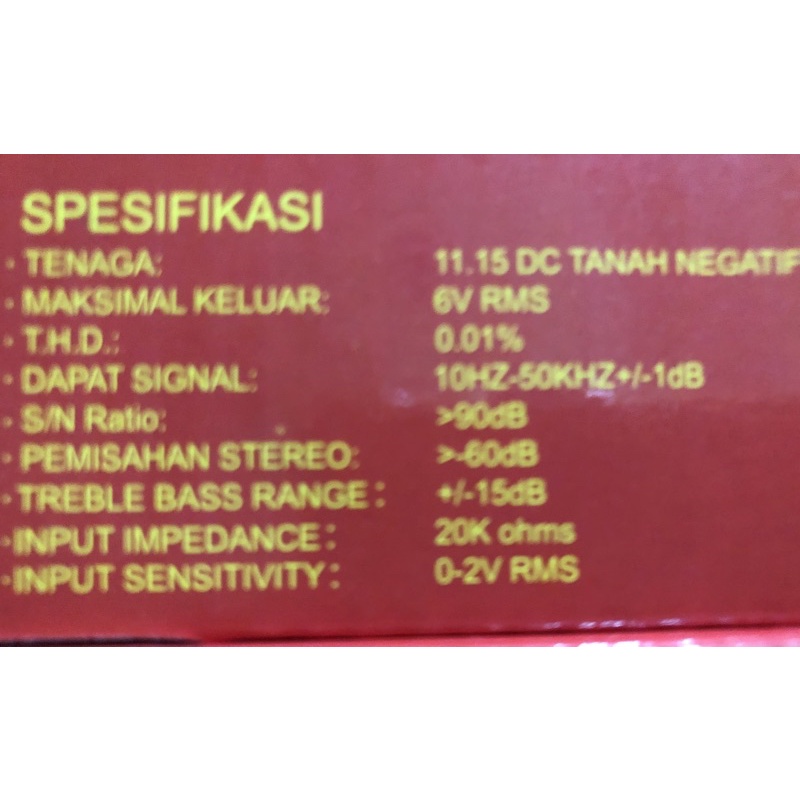 SPESIFIKASI
· TENAGA: 11.15 DC TANAH NEGATIF
· MAKSIMAL KELUAR: 6V RMS
· T.H.D.: 0.01%
· DAPAT SIGNAL: 10HZ-50KHZ+/-1dB
· S/N Ratio: >90dB
· PEMISAHAN STEREO: >-60dB
· TREBLE BASS RANGE: +/-15dB
· INPUT IMPEDANCE: 20K ohms
· INPUT SENSITIVITY: 0-2V RMS